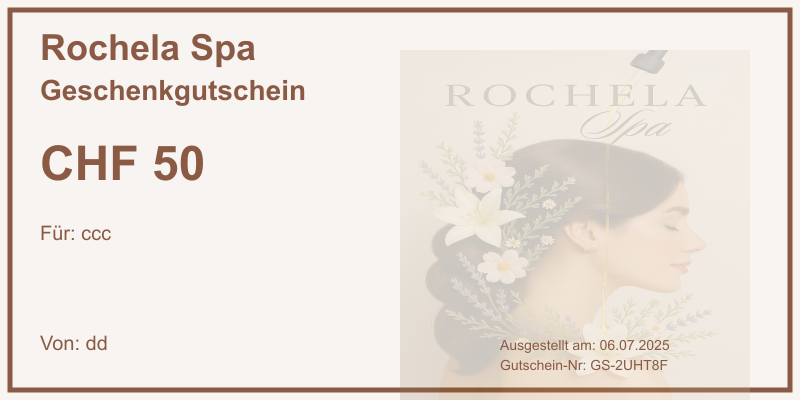 Rochela Spa
Geschenkgutschein
CHF 50
Für: ccc
Von: dd
ROCHELA
Spa
Ausgestellt am: 06.07.2025
Gutschein-Nr: GS-2UHT8F